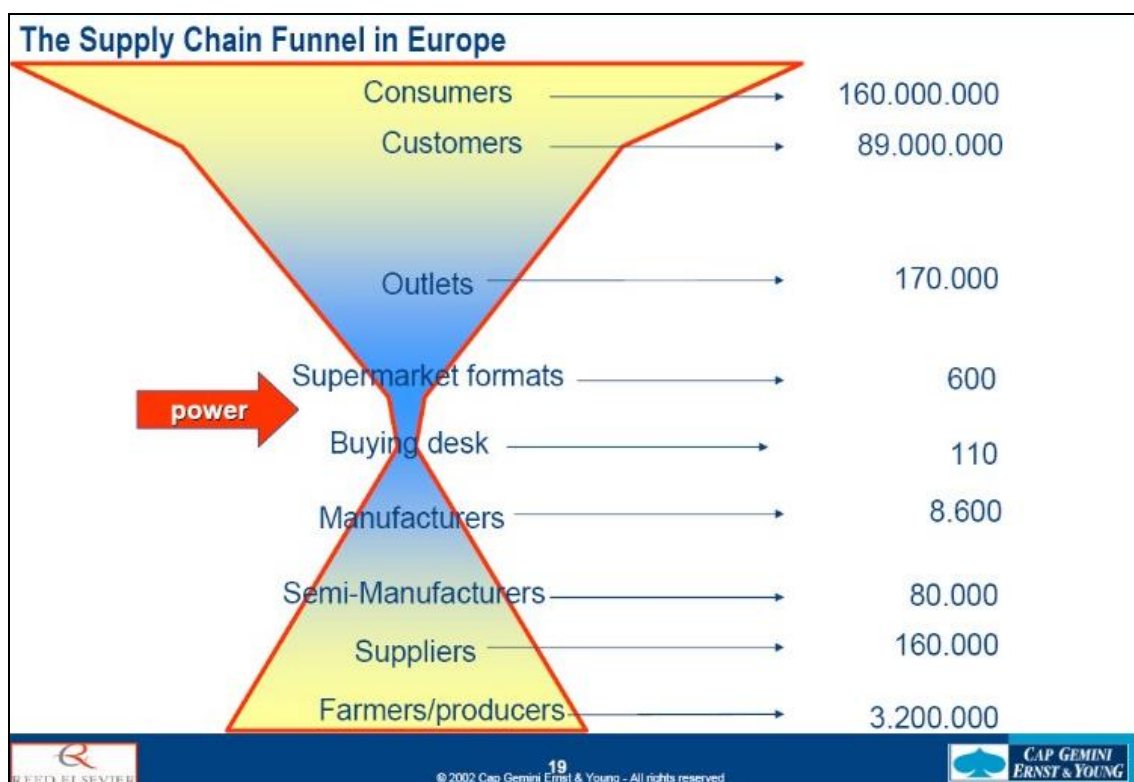 The Supply Chain Funnel in Europe
Consumers 160.000.000
Customers 89.000.000
Outlets 170.000
Supermarket formats 600
power
Buying desk 110
Manufacturers 8.600
Semi-Manufacturers 80.000
Suppliers 160.000
Farmers/producers 3.200.000
REED ELSEVIER
19
© 2002 Cap Gemini Ernst & Young - All rights reserved
CAP GEMINI
ERNST & YOUNG